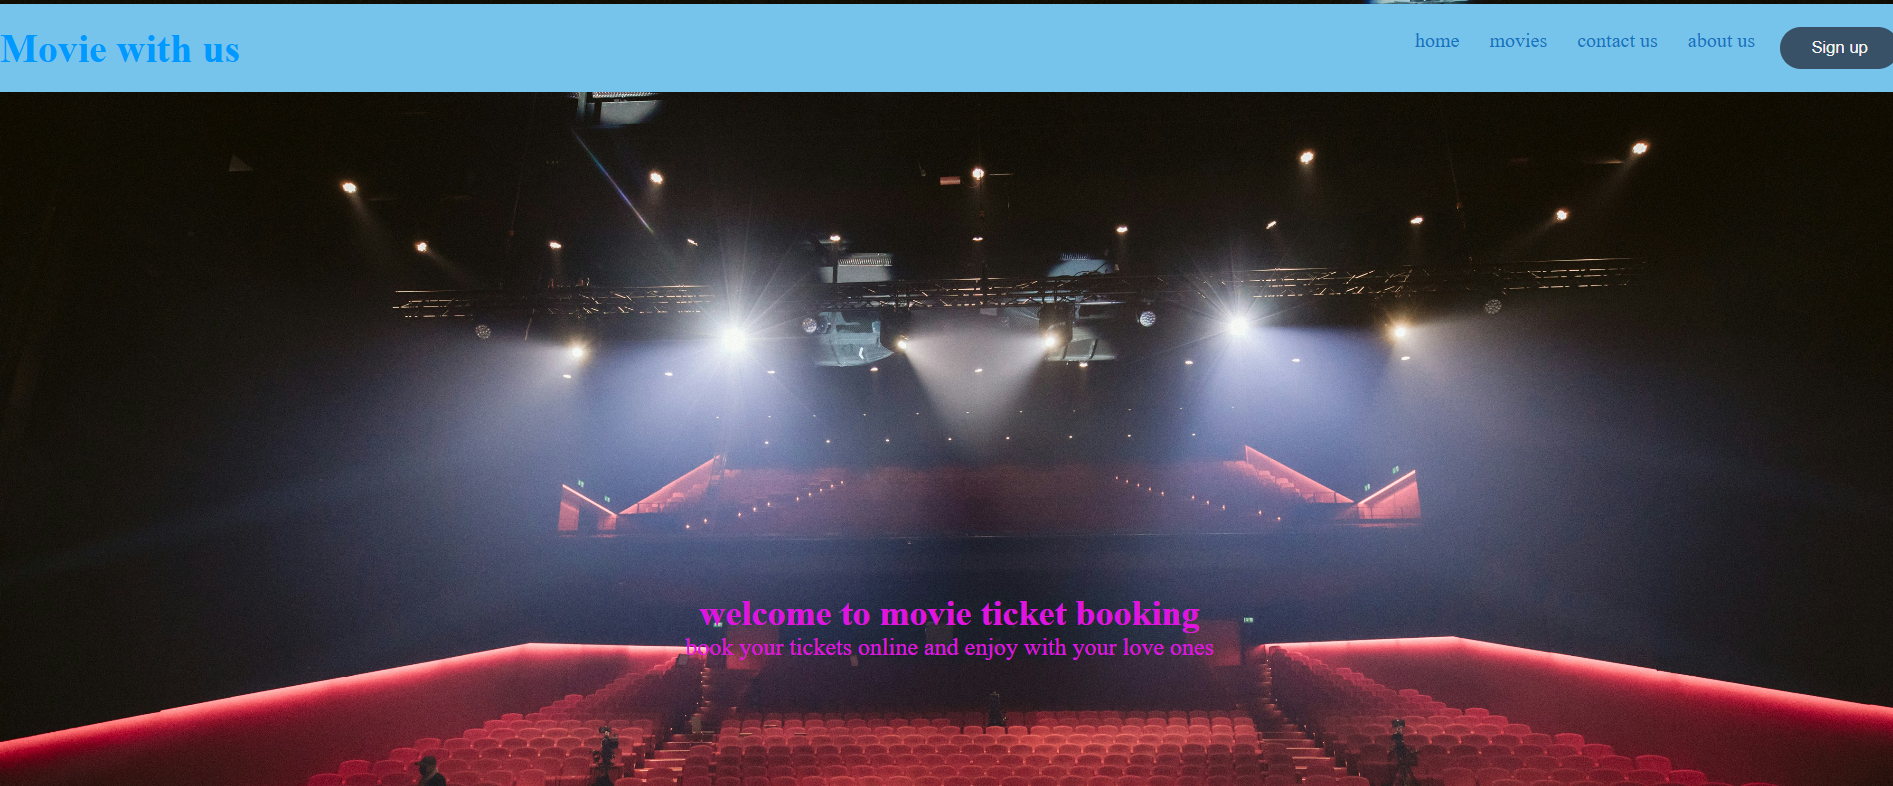 Movie with us
home movies contact us about us Sign up
welcome to movie ticket booking
book your tickets online and enjoy with your love ones